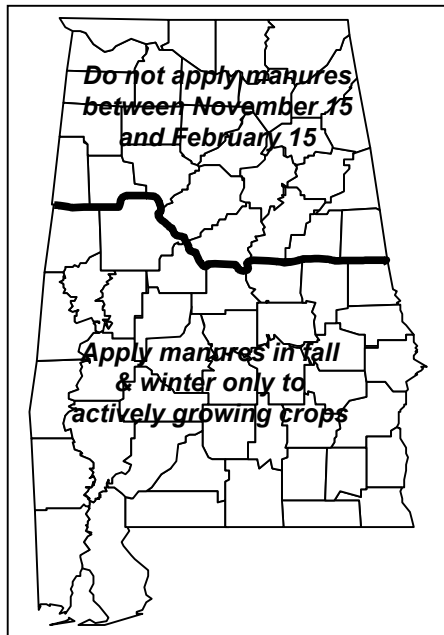 Do not apply manures
between November 15
and February 15
Apply manures in fall
& winter only to
actively growing crops